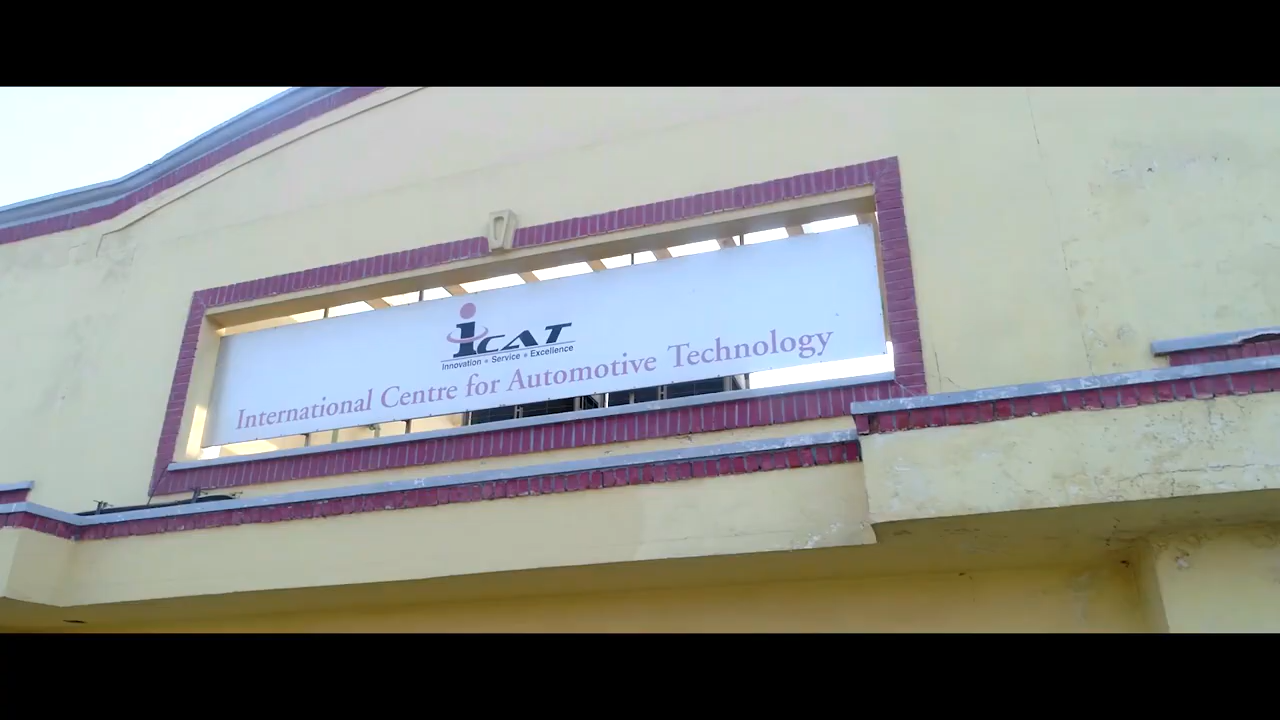 iCAT
Innovation • Service • Excellence
International Centre for Automotive Technology